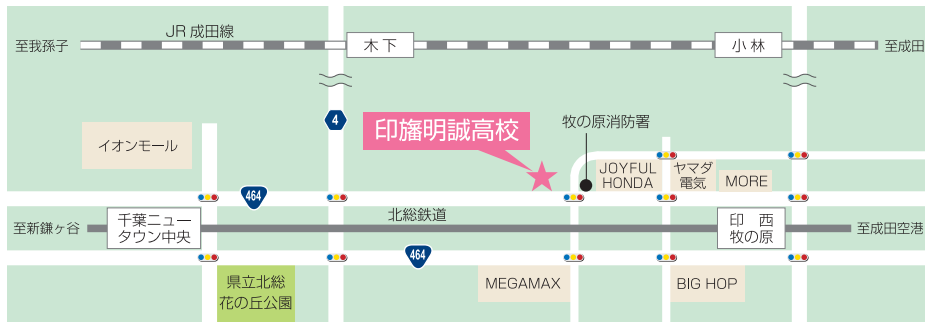 JR 成田線
至我孫子
木下
小林
至成田
4
印旛明誠高校
牧の原消防署
イオンモール
JOYFUL
HONDA
ヤマダ
電気
MORE
464
北総鉄道
至新鎌ヶ谷
千葉ニュー
タウン中央
印 西
牧の原
至成田空港
464
県立北総
花の丘公園
MEGAMAX
BIG HOP